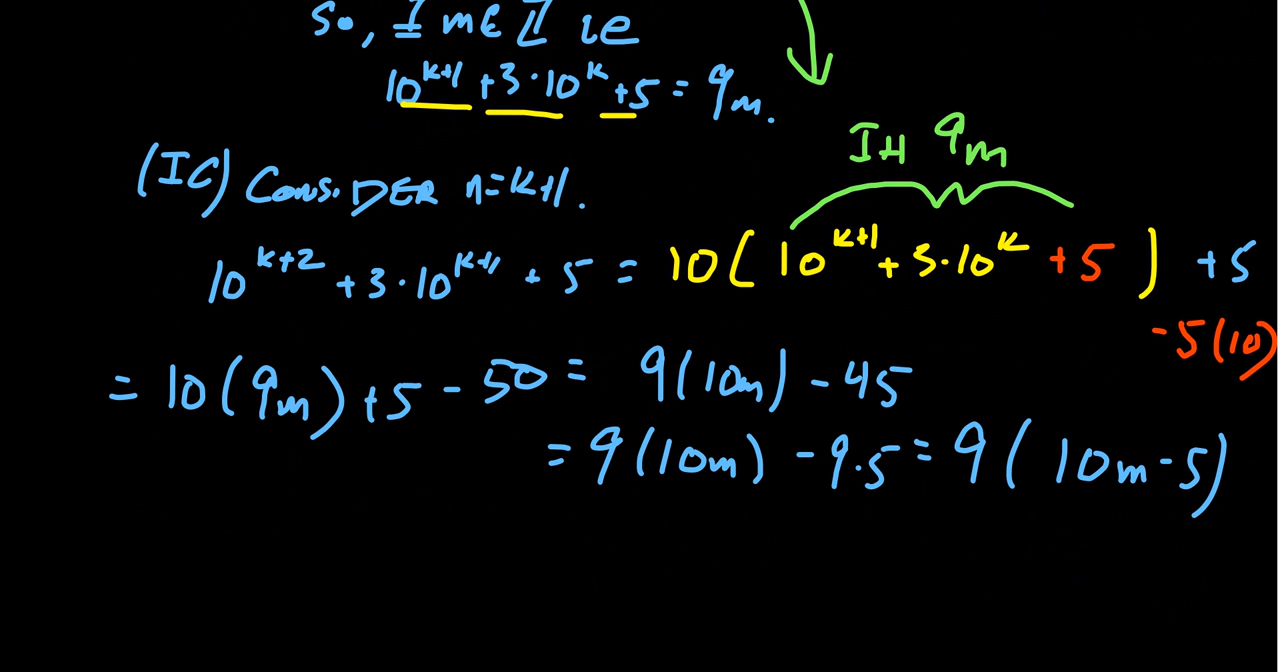 So, ∃ m ∈ ℤ ie
10^{k+1} + 3·10^k + 5 = 9m.
IH 9m
(IC) CONSIDER n=k+1.
10^{k+2} + 3·10^{k+1} + 5 = 10(10^{k+1} + 3·10^k + 5) + 5
-5(10)
= 10(9m) + 5 - 50 = 9(10m) - 45
= 9(10m) - 9·5 = 9(10m - 5)